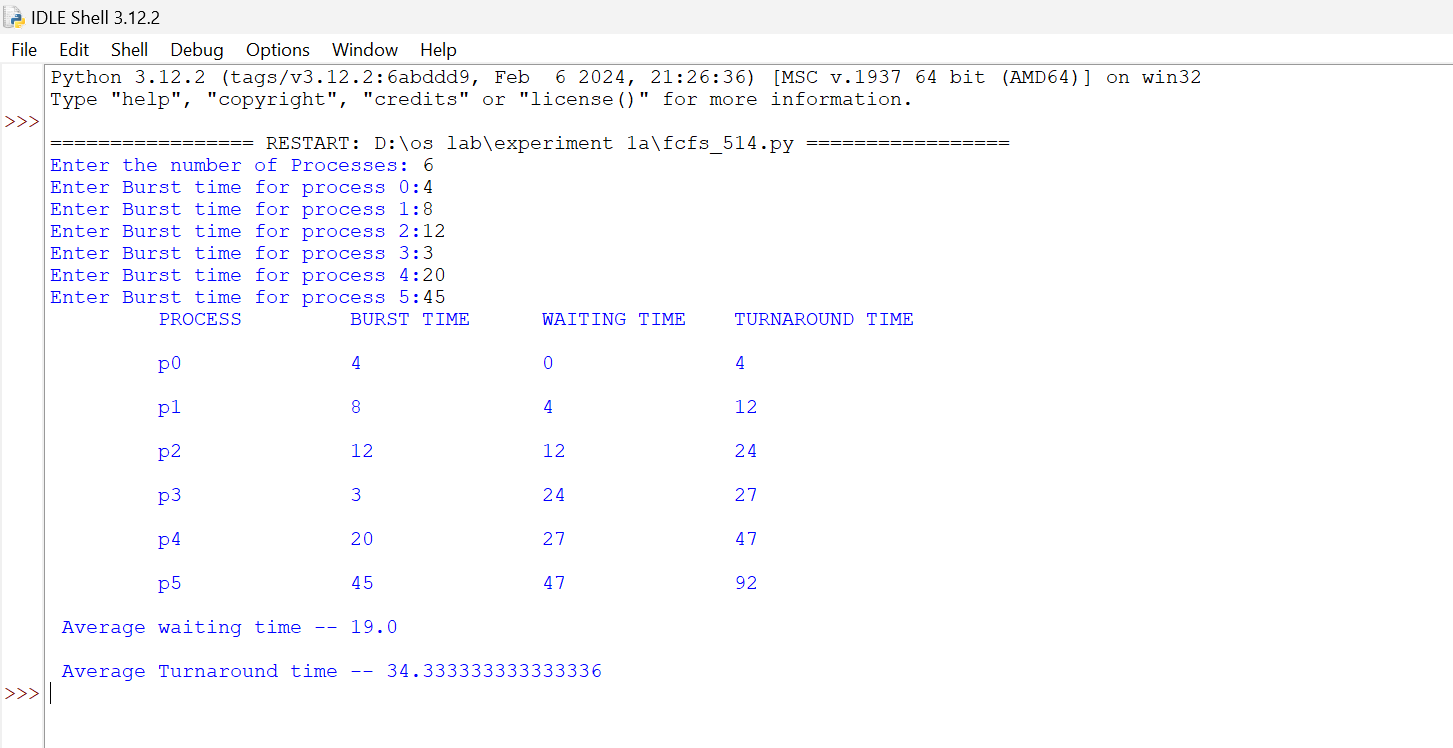 IDLE Shell 3.12.2
File Edit Shell Debug Options Window Help
Python 3.12.2 (tags/v3.12.2:6abddd9, Feb  6 2024, 21:26:36) [MSC v.1937 64 bit (AMD64)] on win32
Type "help", "copyright", "credits" or "license()" for more information.
>>>
================= RESTART: D:\os lab\experiment 1a\fcfs_514.py =================
Enter the number of Processes: 6
Enter Burst time for process 0:4
Enter Burst time for process 1:8
Enter Burst time for process 2:12
Enter Burst time for process 3:3
Enter Burst time for process 4:20
Enter Burst time for process 5:45
PROCESS BURST TIME WAITING TIME TURNAROUND TIME
p0 4 0 4
p1 8 4 12
p2 12 12 24
p3 3 24 27
p4 20 27 47
p5 45 47 92
Average waiting time -- 19.0
Average Turnaround time -- 34.333333333333336
>>>